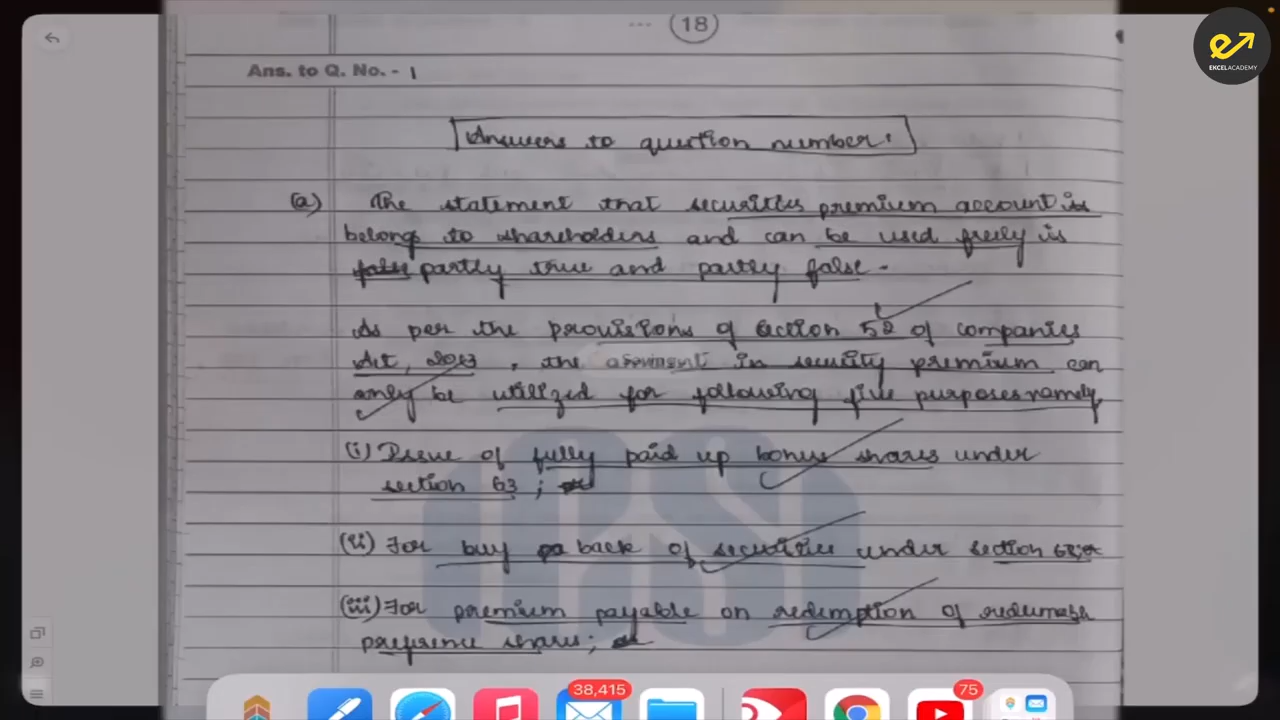 ... 18
EKCELACADEMY
Ans. to Q. No. - 1
Answers to question number.
(a) The statement that securities premium account is
belongs to shareholders and can be used freely is
partly true and partly false.
As per the provisions of section 52 of companies
Act, 2013, the amount in security premium can
only be utilized for following five purposes namely
(i) Issue of fully paid up bonus shares under
section 63;
(ii) For buy back of securities under section 68; or
(iii) For premium payable on redemption of redeemable
preference shares;
38,415
75